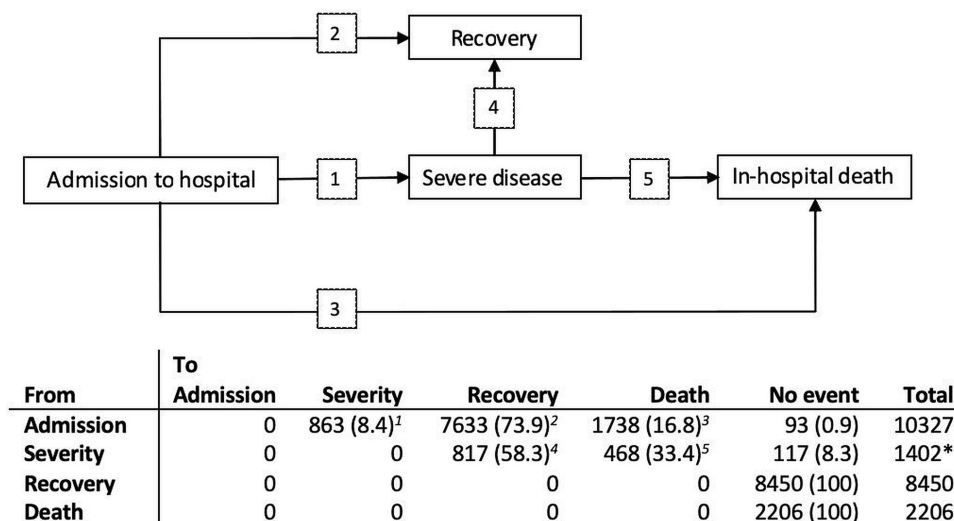 2
Recovery
4
Admission to hospital
1
Severe disease
5
In-hospital death
3
To
From Admission Severity Recovery Death No event Total
Admission 0 863 (8.4)¹ 7633 (73.9)² 1738 (16.8)³ 93 (0.9) 10327
Severity 0 0 817 (58.3)⁴ 468 (33.4)⁵ 117 (8.3) 1402*
Recovery 0 0 0 0 8450 (100) 8450
Death 0 0 0 0 2206 (100) 2206